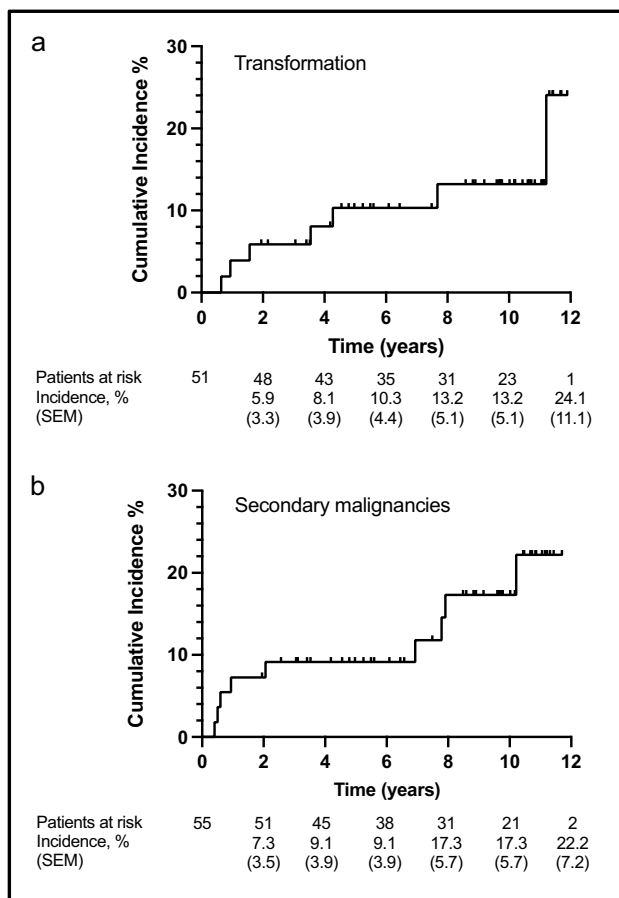 a
Transformation
Cumulative Incidence %
30
20
10
0
0 2 4 6 8 10 12
Time (years)
Patients at risk 51 48 43 35 31 23 1
Incidence, % 5.9 8.1 10.3 13.2 13.2 24.1
(SEM) (3.3) (3.9) (4.4) (5.1) (5.1) (11.1)
b
Secondary malignancies
Cumulative Incidence %
30
20
10
0
0 2 4 6 8 10 12
Time (years)
Patients at risk 55 51 45 38 31 21 2
Incidence, % 7.3 9.1 9.1 17.3 17.3 22.2
(SEM) (3.5) (3.9) (3.9) (5.7) (5.7) (7.2)